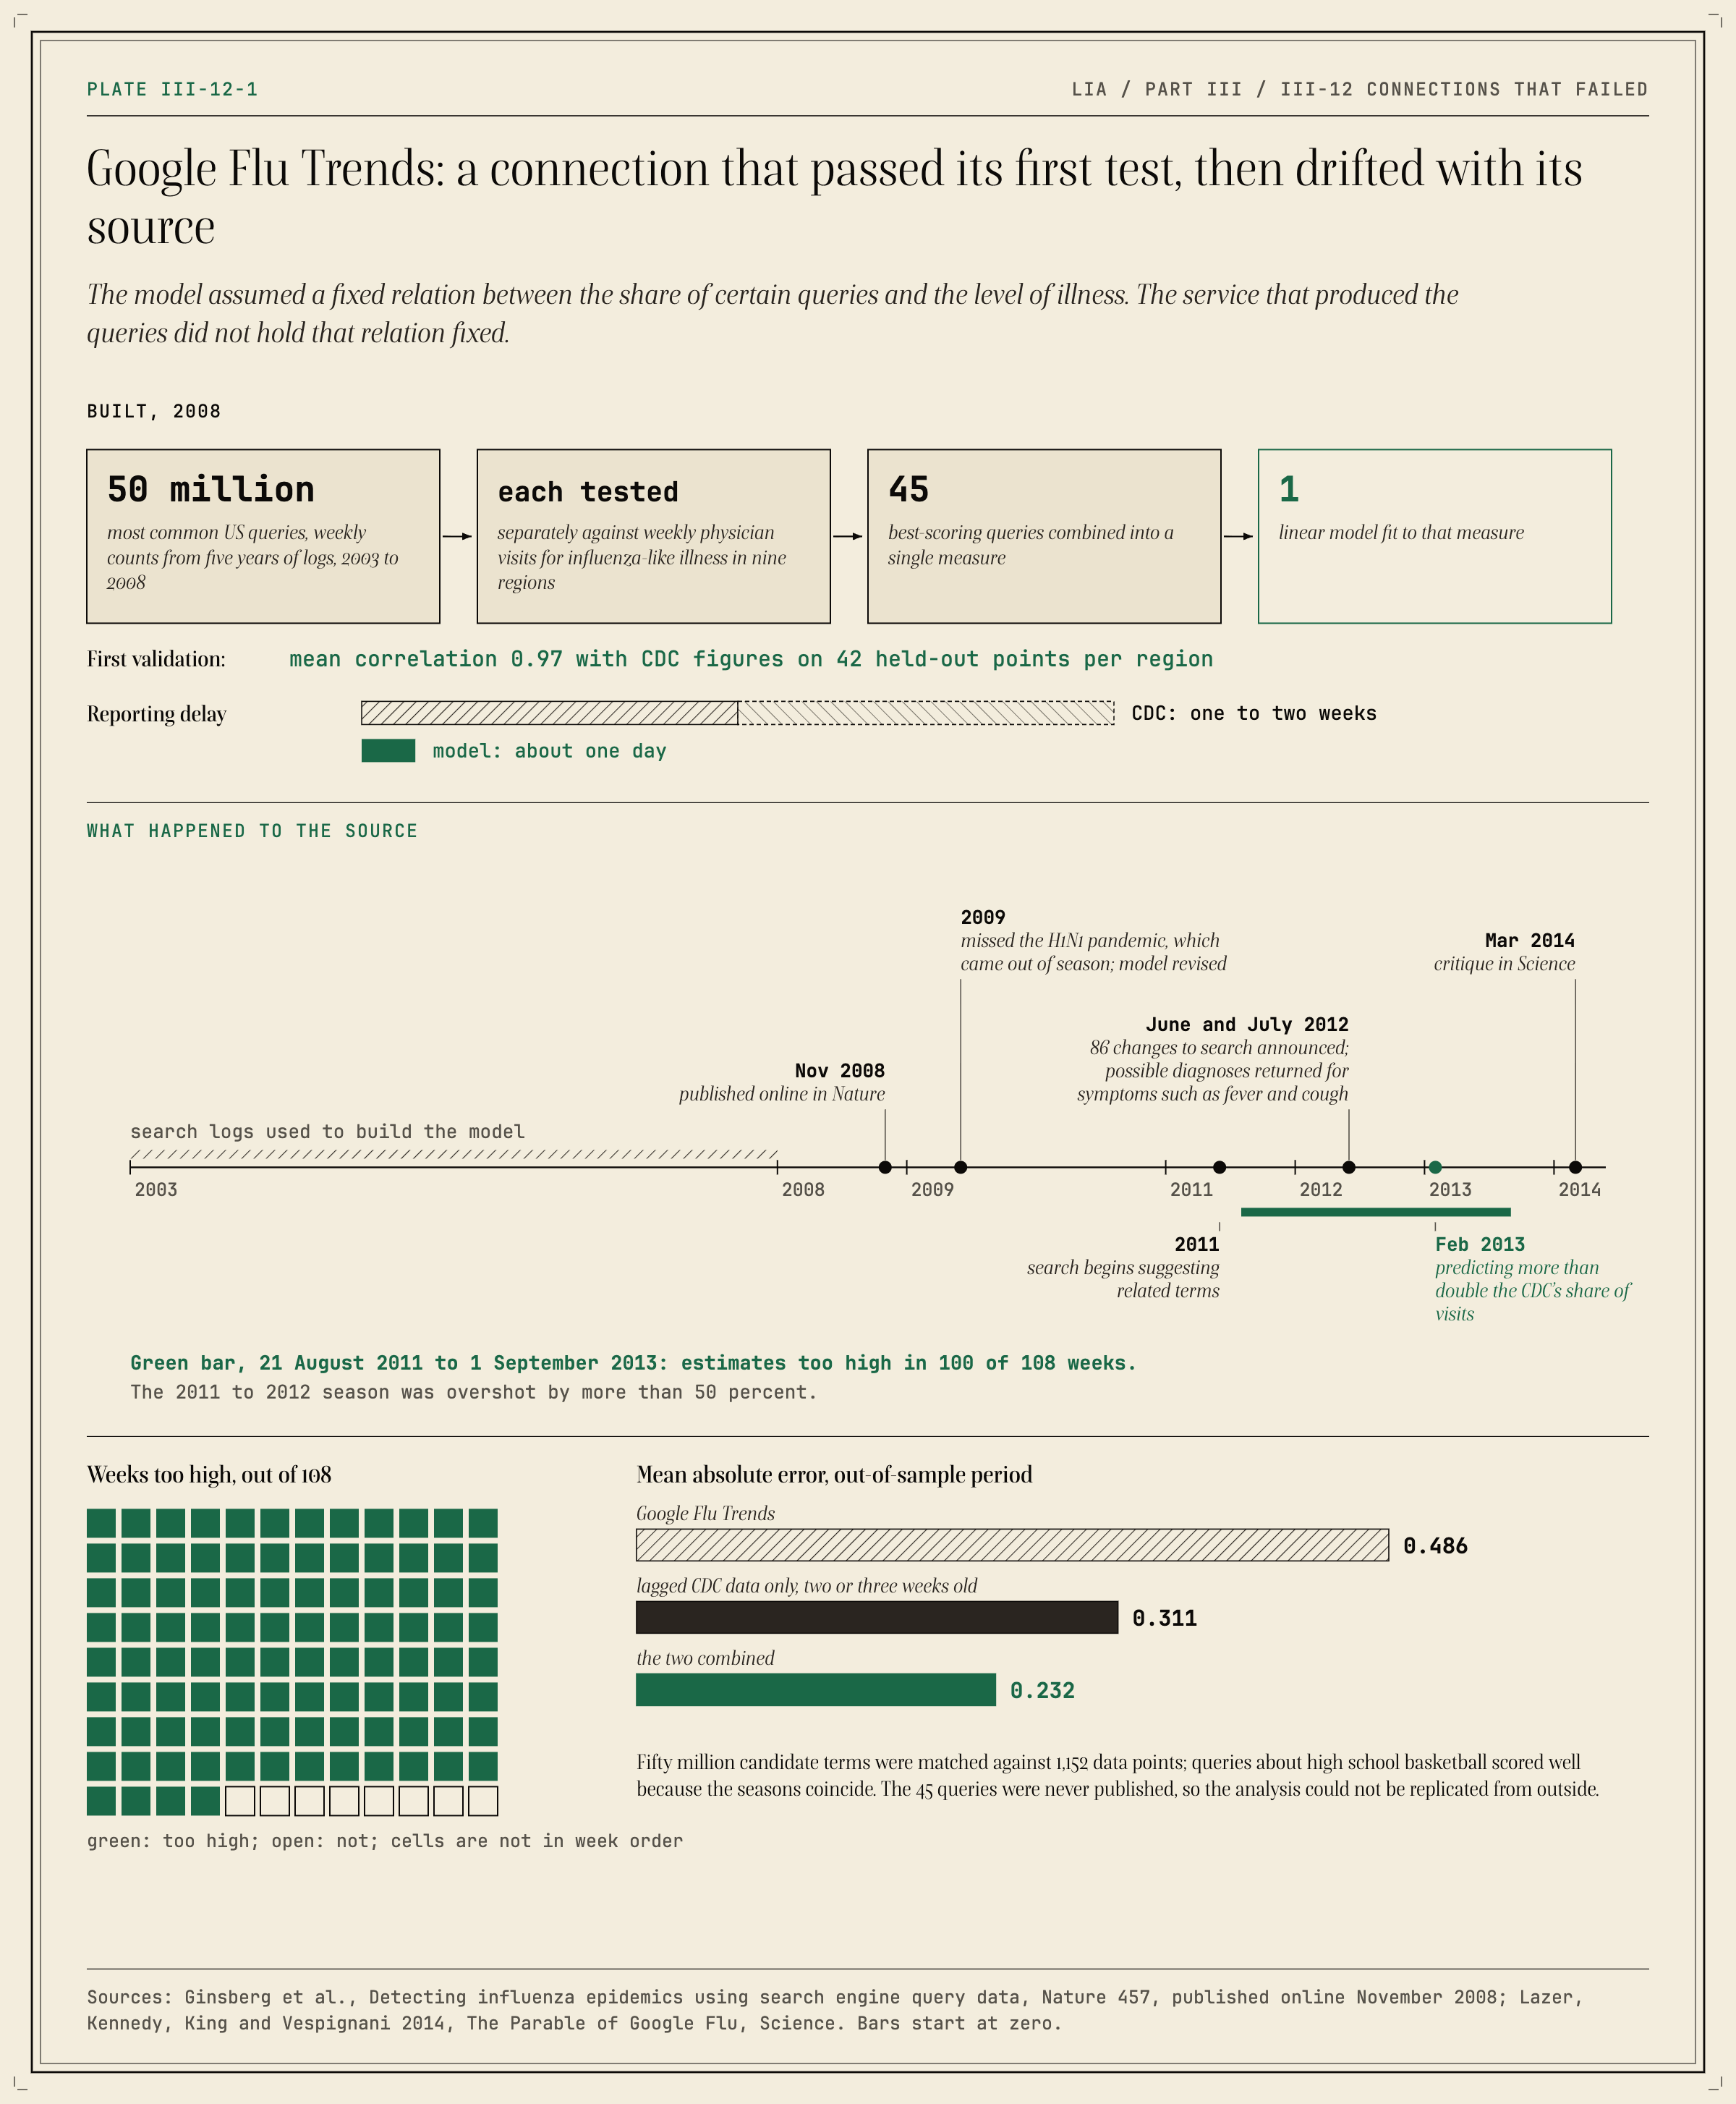 PLATE III-12-1
LIA / PART III / III-12 CONNECTIONS THAT FAILED
Google Flu Trends: a connection that passed its first test, then drifted with its
source
The model assumed a fixed relation between the share of certain queries and the level of illness. The service that produced the
queries did not hold that relation fixed.
BUILT, 2008
50 million
most common US queries, weekly
counts from five years of logs, 2003 to
2008
each tested
separately against weekly physician
visits for influenza-like illness in nine
regions
45
best-scoring queries combined into a
single measure
1
linear model fit to that measure
First validation:
mean correlation 0.97 with CDC figures on 42 held-out points per region
Reporting delay
CDC: one to two weeks
model: about one day
WHAT HAPPENED TO THE SOURCE
2009
missed the H1N1 pandemic, which
came out of season; model revised
Mar 2014
critique in Science
June and July 2012
86 changes to search announced;
possible diagnoses returned for
symptoms such as fever and cough
Nov 2008
published online in Nature
search logs used to build the model
2003
2008
2009
2011
2012
2013
2014
2011
search begins suggesting
related terms
Feb 2013
predicting more than
double the CDC's share of
visits
Green bar, 21 August 2011 to 1 September 2013: estimates too high in 100 of 108 weeks.
The 2011 to 2012 season was overshot by more than 50 percent.
Weeks too high, out of 108
green: too high; open: not; cells are not in week order
Mean absolute error, out-of-sample period
Google Flu Trends
0.486
lagged CDC data only, two or three weeks old
0.311
the two combined
0.232
Fifty million candidate terms were matched against 1,152 data points; queries about high school basketball scored well
because the seasons coincide. The 45 queries were never published, so the analysis could not be replicated from outside.
Sources: Ginsberg et al., Detecting influenza epidemics using search engine query data, Nature 457, published online November 2008; Lazer,
Kennedy, King and Vespignani 2014, The Parable of Google Flu, Science. Bars start at zero.